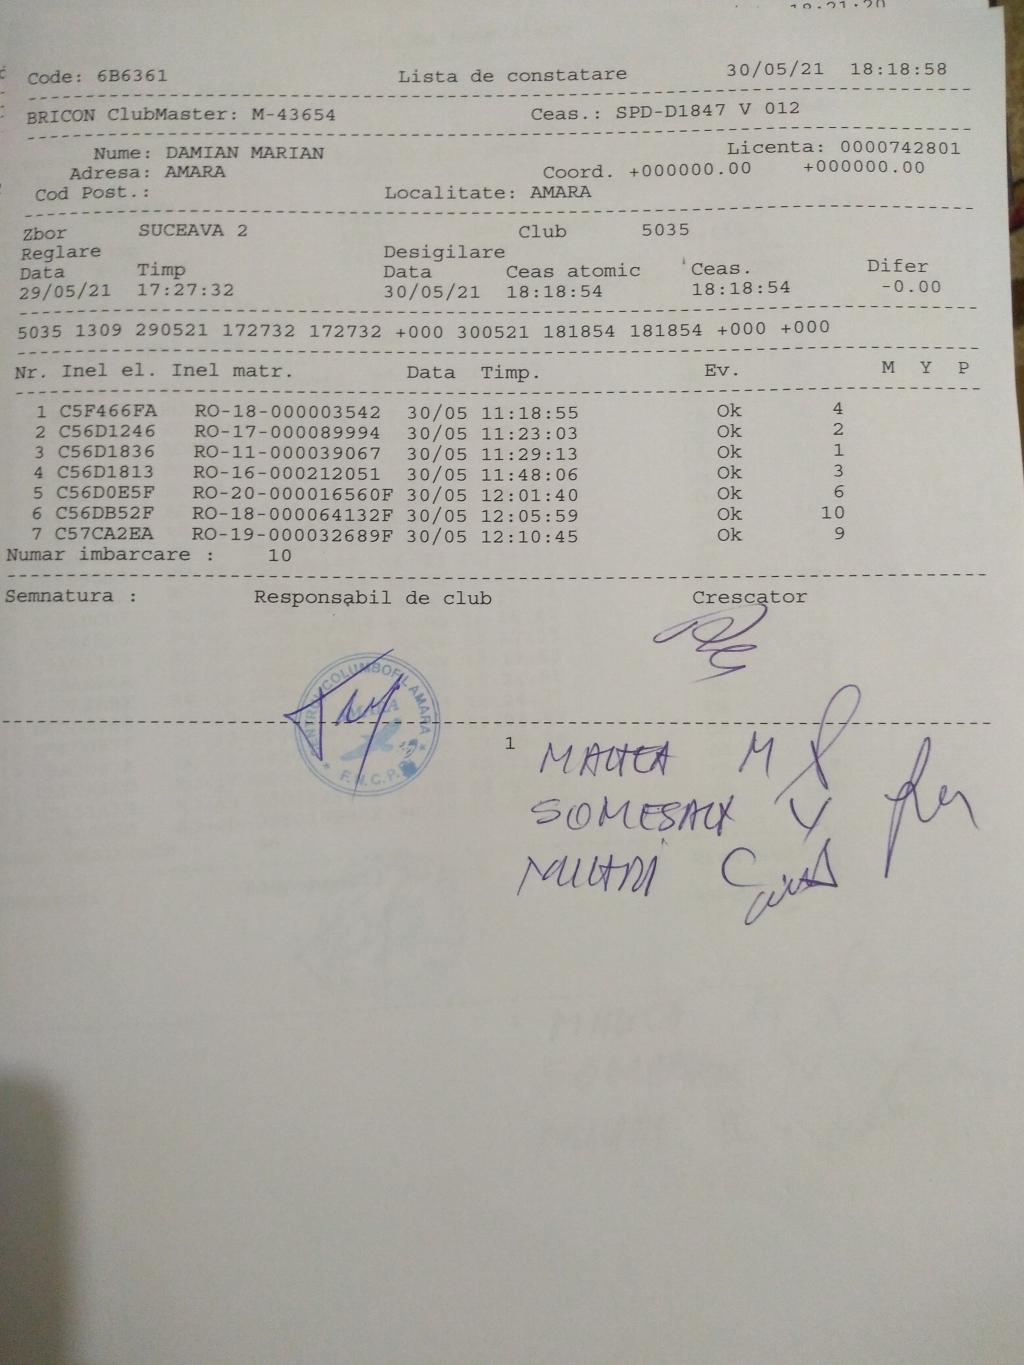 Code: 6B6361 Lista de constatare 30/05/21 18:18:58
BRICON ClubMaster: M-43654 Ceas.: SPD-D1847 V 012
Nume: DAMIAN MARIAN Licenta: 0000742801
Adresa: AMARA Coord. +000000.00 +000000.00
Cod Post.: Localitate: AMARA
Zbor SUCEAVA 2 Club 5035
Reglare Desigilare
Data Timp Data Ceas atomic Ceas. Difer
29/05/21 17:27:32 30/05/21 18:18:54 18:18:54 -0.00
5035 1309 290521 172732 172732 +000 300521 181854 181854 +000 +000
Nr. Inel el. Inel matr. Data Timp. Ev. M Y P
1 C5F466FA RO-18-000003542 30/05 11:18:55 Ok 4
2 C56D1246 RO-17-000089994 30/05 11:23:03 Ok 2
3 C56D1836 RO-11-000039067 30/05 11:29:13 Ok 1
4 C56D1813 RO-16-000212051 30/05 11:48:06 Ok 3
5 C56D0E5F RO-20-000016560F 30/05 12:01:40 Ok 6
6 C56DB52F RO-18-000064132F 30/05 12:05:59 Ok 10
7 C57CA2EA RO-19-000032689F 30/05 12:10:45 Ok 9
Numar imbarcare : 10
Semnatura : Responsabil de club Crescator
COLUMBOFIL AMARA
1
M